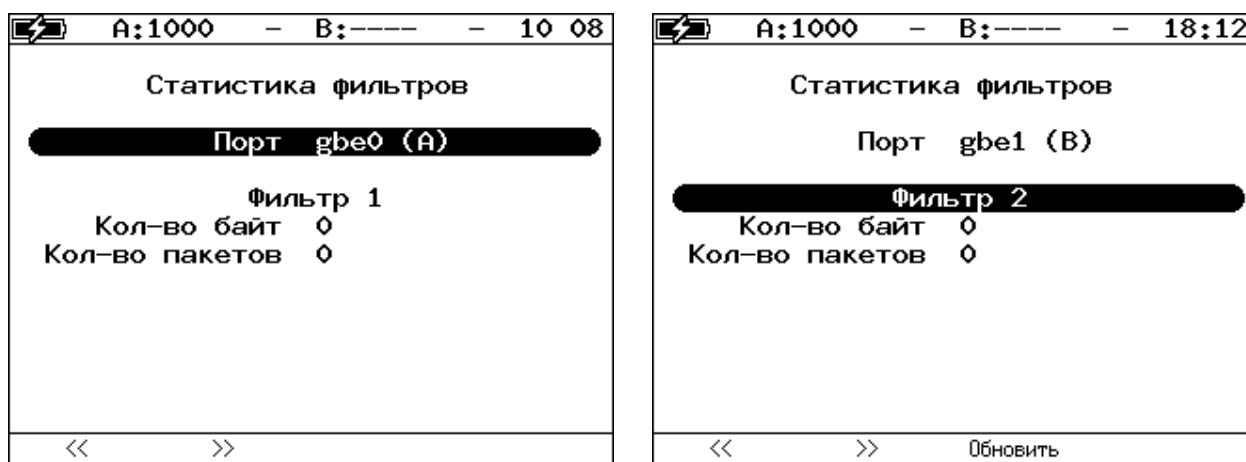 A:1000 – B:---- – 10 08
Статистика фильтров
Порт gbe0 (A)
Фильтр 1
Кол-во байт 0
Кол-во пакетов 0
<< >>
A:1000 – B:---- – 18:12
Статистика фильтров
Порт gbe1 (B)
Фильтр 2
Кол-во байт 0
Кол-во пакетов 0
<< >> Обновить